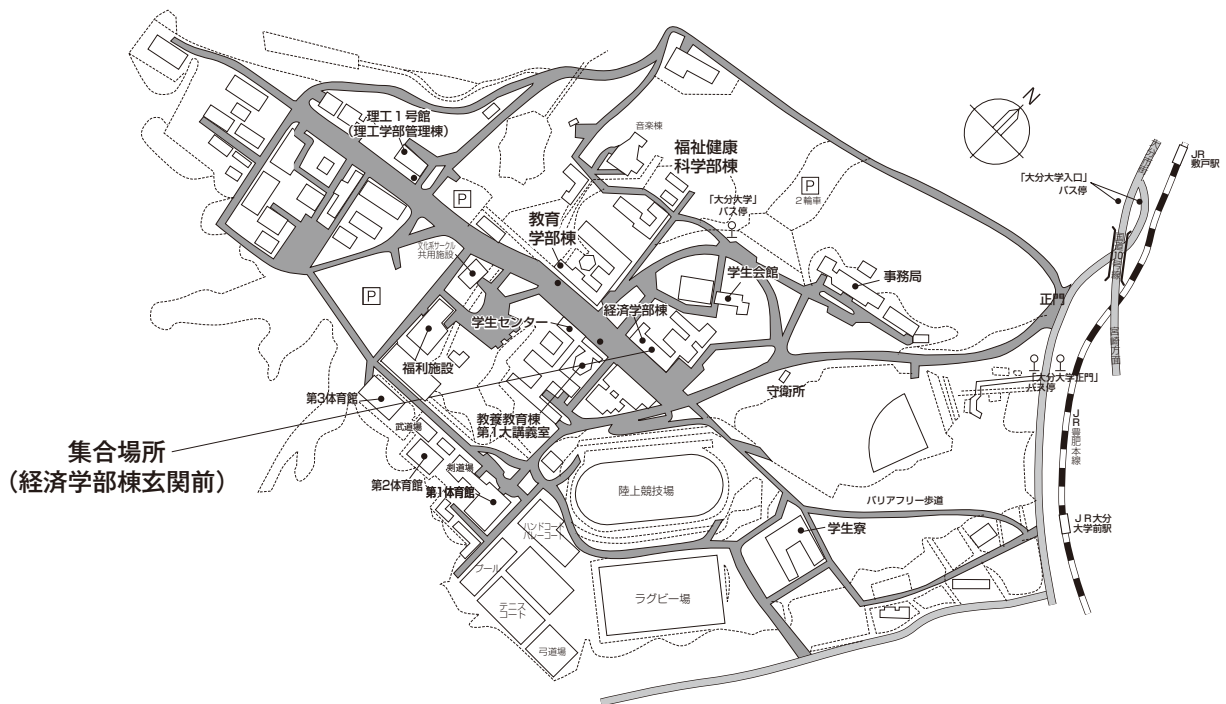 理工1号館
(理工学部管理棟)
音楽棟
福祉健康
科学部棟
N
JR
敷戸駅
「大分大学入口」
バス停
P
P
2輪車
「大分大学」
バス停
教育
学部棟
文化系サークル
共用施設
学生会館
事務局
正門
P
経済学部棟
学生センター
宮崎方面
福利施設
守衛所
「大分大学正門」
バス停
第3体育館
JR豊肥本線
教養教育棟
第1大講義室
武道場
集合場所
(経済学部棟玄関前)
剣道場
第2体育館
第1体育館
陸上競技場
バリアフリー歩道
JR大分
大学前駅
ハンドコート
バレーコート
学生寮
プール
ラグビー場
テニス
コート
弓道場